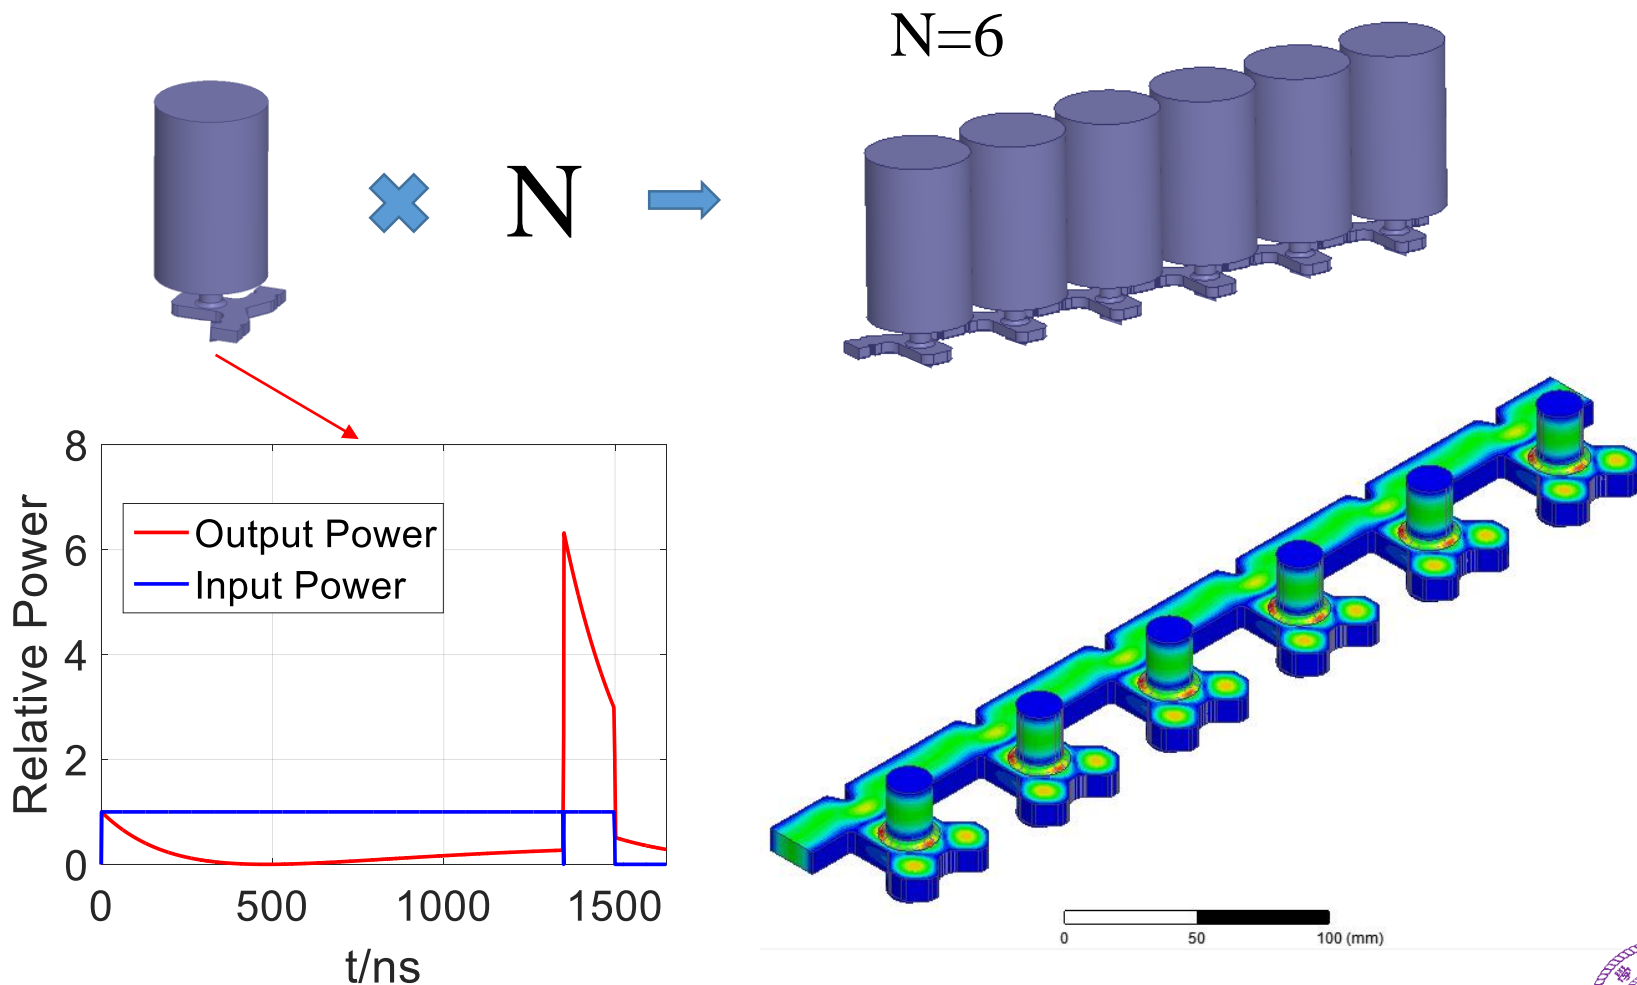 N=6
N
8
6
4
2
0
Relative Power
Output Power
Input Power
0 500 1000 1500
t/ns
0 50 100 (mm)
學